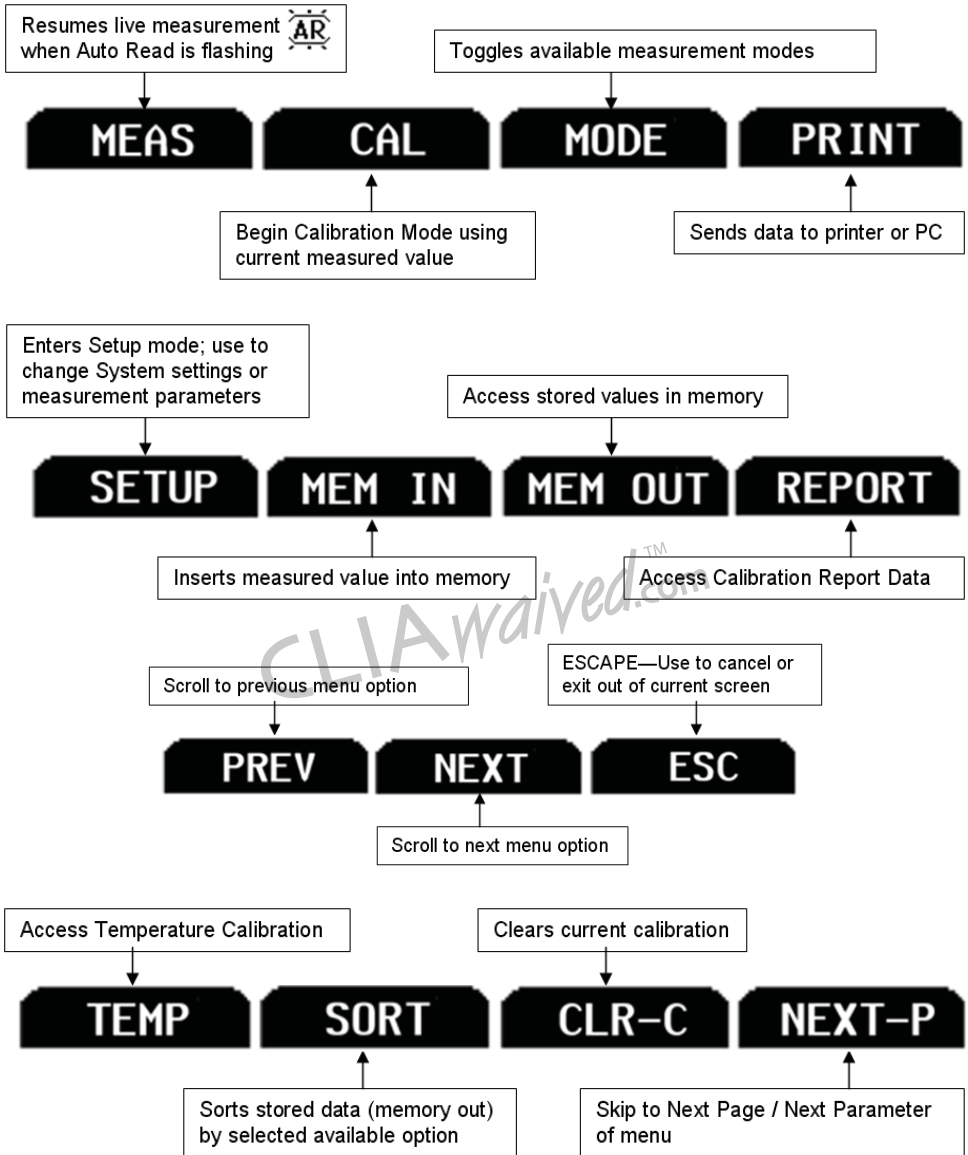 Resumes live measurement AR
when Auto Read is flashing
Toggles available measurement modes
MEAS CAL MODE PRINT
Begin Calibration Mode using
current measured value
Sends data to printer or PC
Enters Setup mode; use to
change System settings or
measurement parameters
Access stored values in memory
SETUP MEM IN MEM OUT REPORT
Inserts measured value into memory
Access Calibration Report Data
CLIAwaived.com™
Scroll to previous menu option
ESCAPE—Use to cancel or
exit out of current screen
PREV NEXT ESC
Scroll to next menu option
Access Temperature Calibration
Clears current calibration
TEMP SORT CLR-C NEXT-P
Sorts stored data (memory out)
by selected available option
Skip to Next Page / Next Parameter
of menu